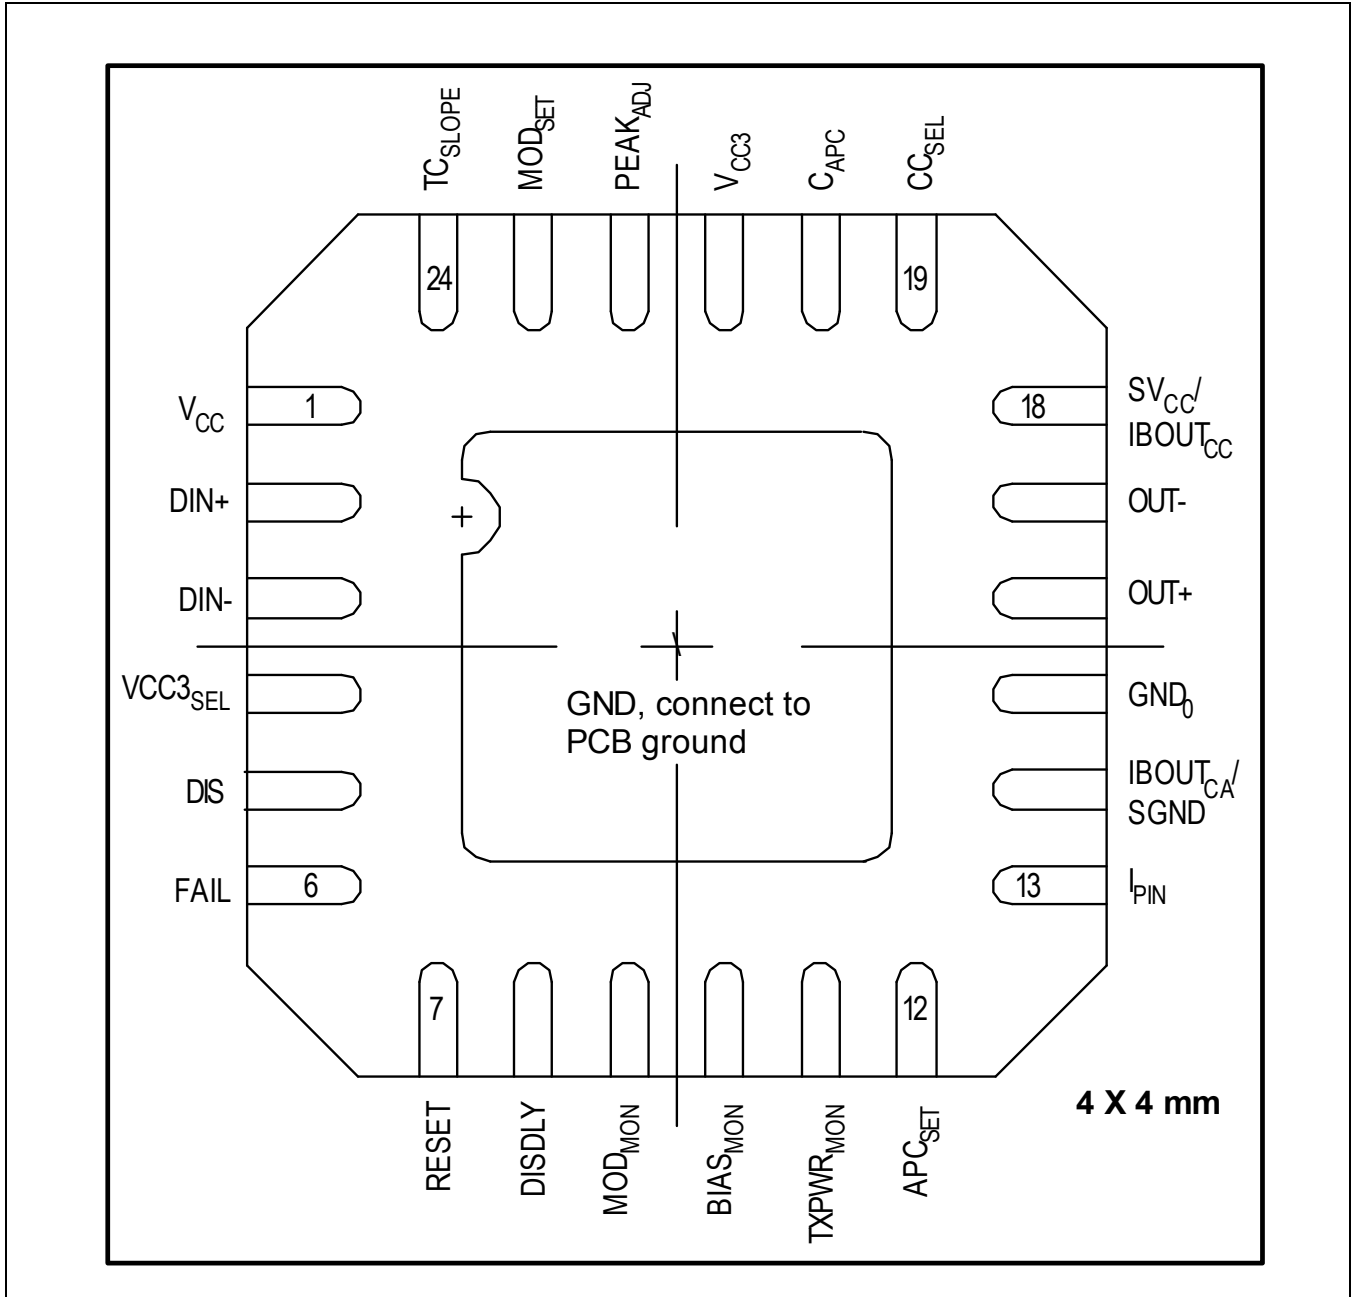 TCSLOPE
MODSET
PEAKADJ
VCC3
CAPC
CCSEL
24
19
VCC
1
18
SVCC/
IBOUTCC
DIN+
OUT-
DIN-
OUT+
VCC3SEL
GND0
GND, connect to
PCB ground
DIS
IBOUTCA/
SGND
FAIL
6
13
IPIN
7
12
RESET
DISDLY
MODMON
BIASMON
TXPWRMON
APCSET
4 X 4 mm